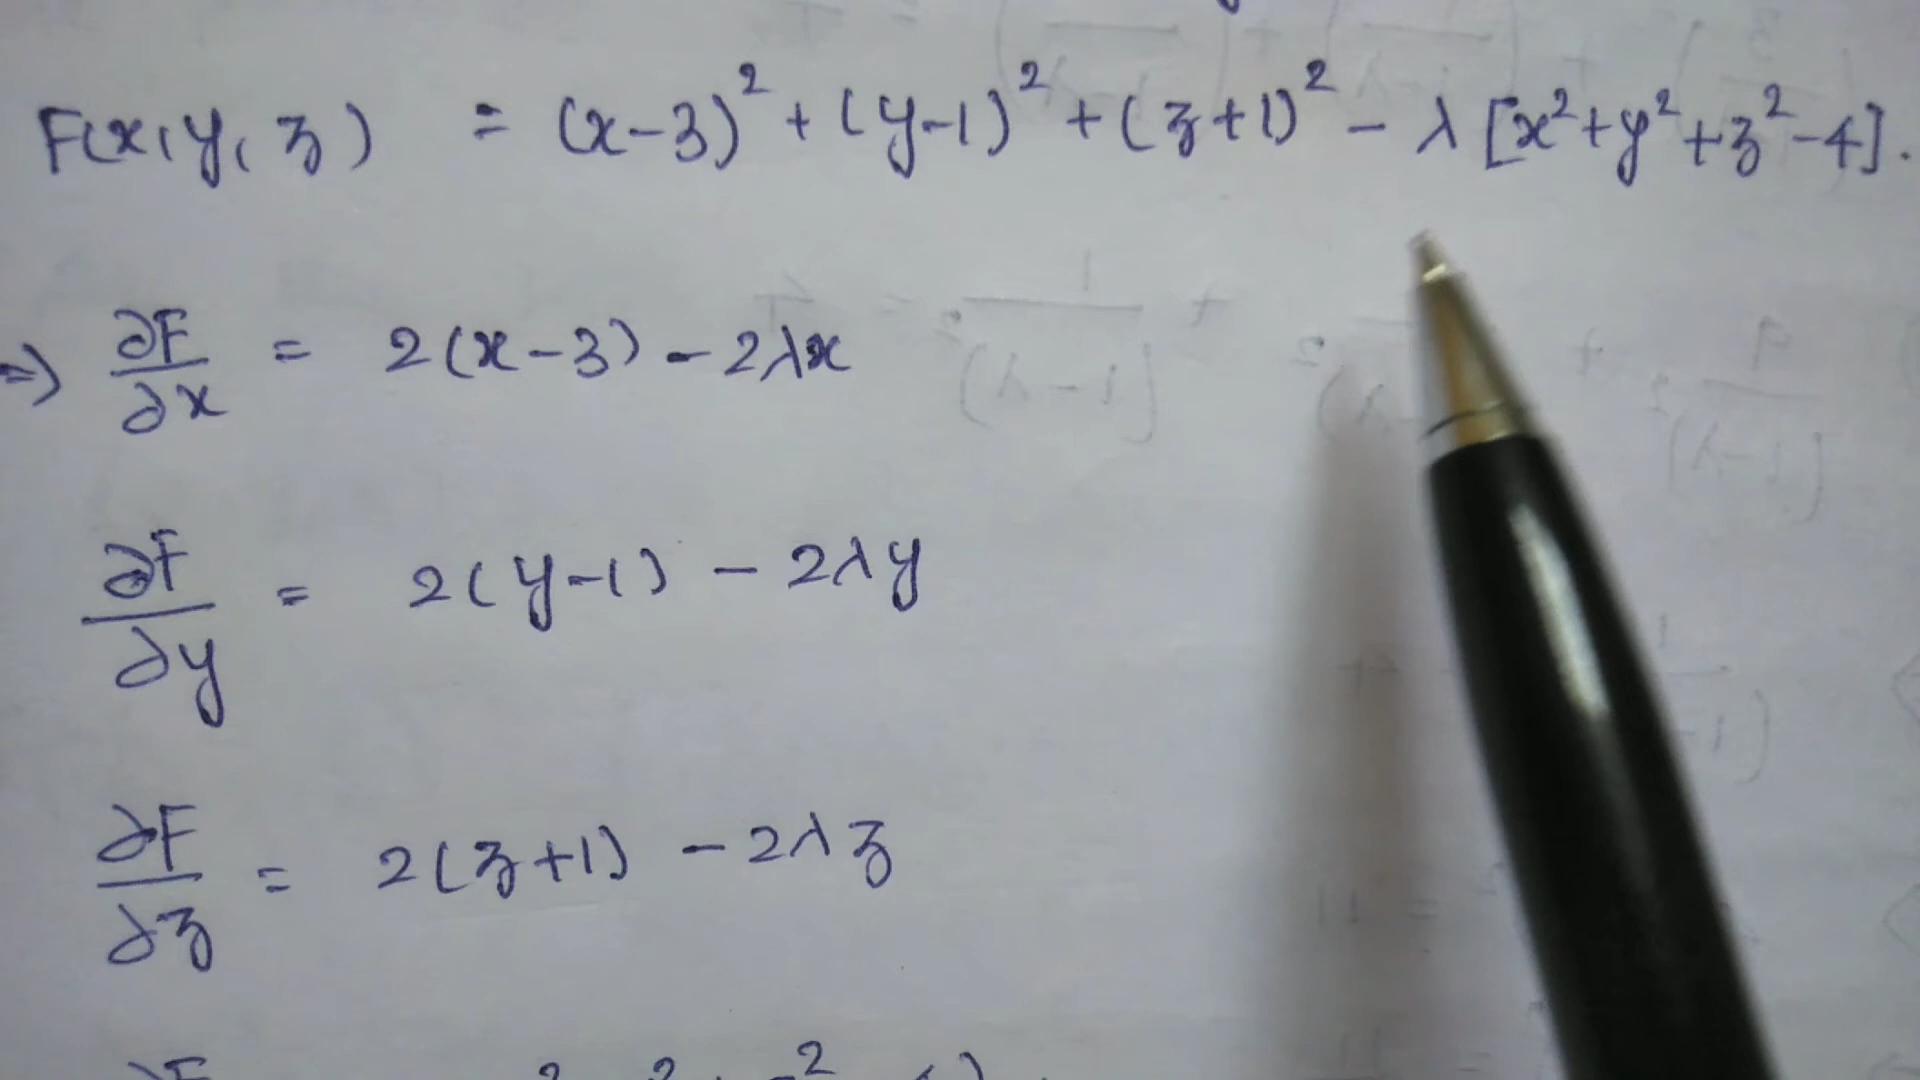 F(x,y,z) = (x-3)² + (y-1)² + (z+1)² - λ[x²+y²+z²-4].
⇒ ∂F/∂x = 2(x-3) - 2λx
∂F/∂y = 2(y-1) - 2λy
∂F/∂z = 2(z+1) - 2λz